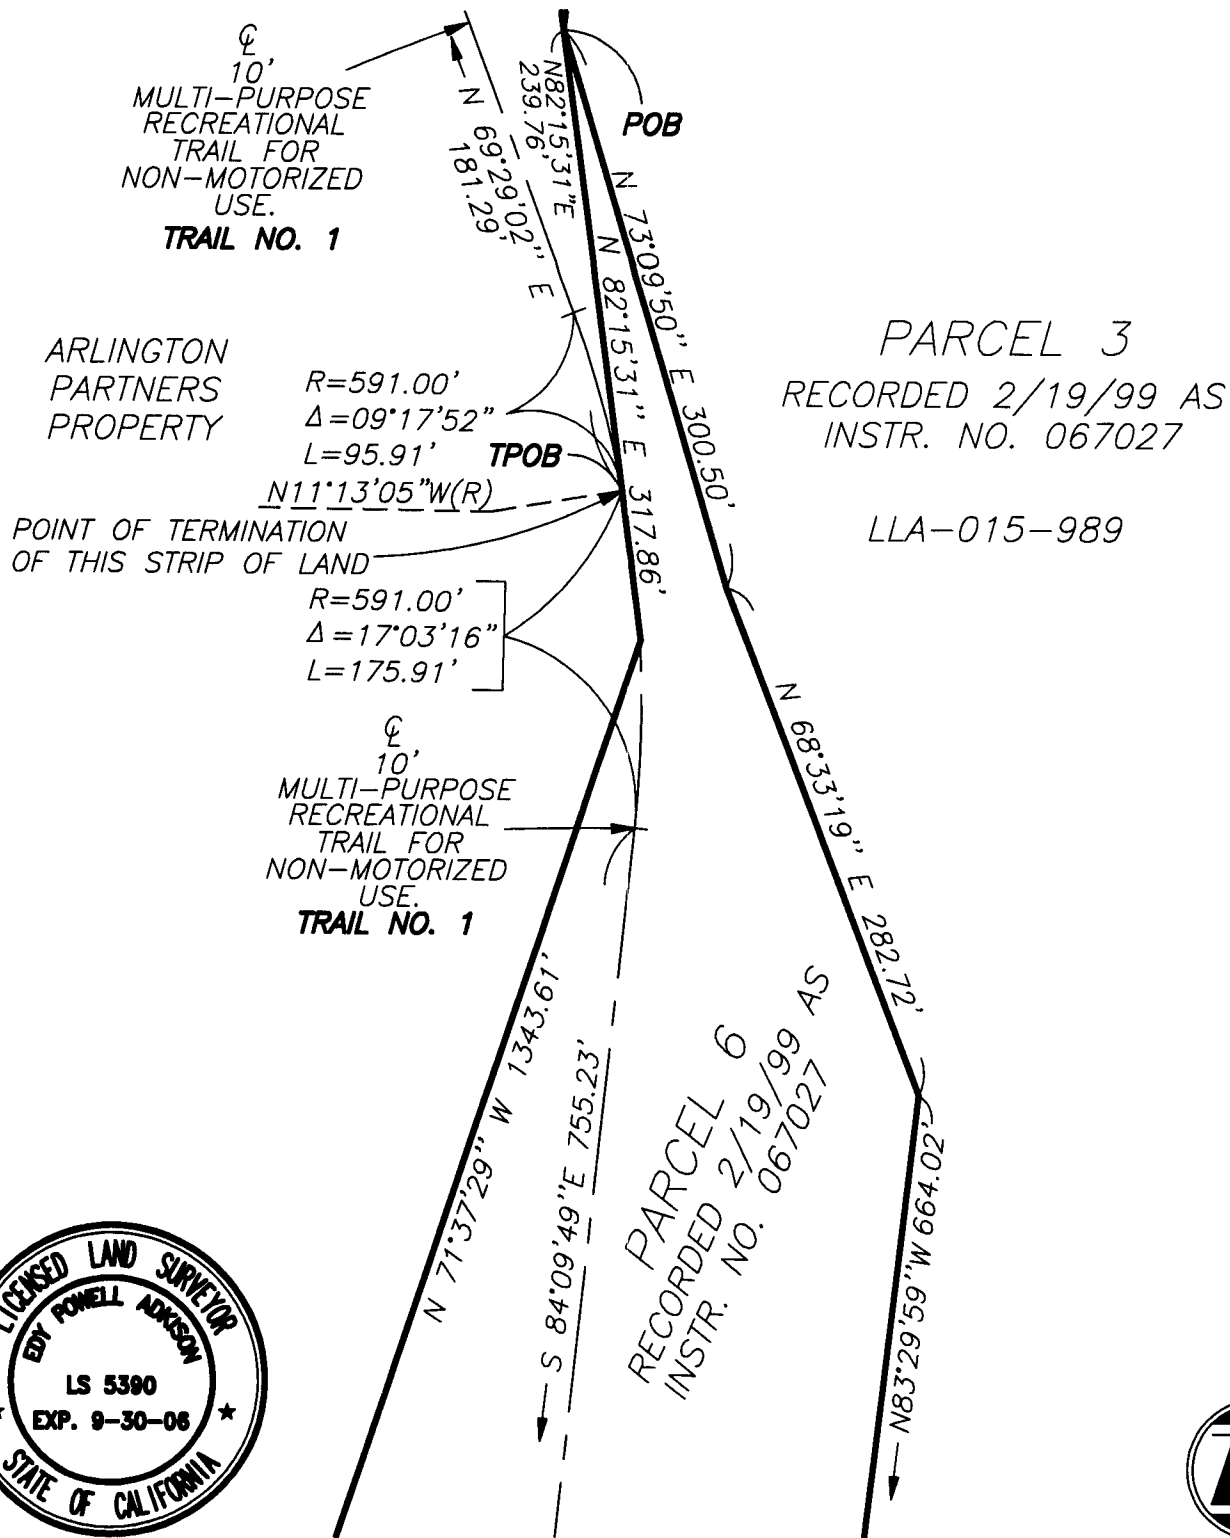 ℄
10'
MULTI-PURPOSE
RECREATIONAL
TRAIL FOR
NON-MOTORIZED
USE.
TRAIL NO. 1
N 69°29'02" E
181.29'
N82°15'31"E
239.76'
POB
N 73°09'50" E 300.50'
N 82°15'31" E 317.86'
ARLINGTON
PARTNERS
PROPERTY
R=591.00'
Δ=09°17'52"
L=95.91'
TPOB
N11°13'05"W(R)
POINT OF TERMINATION
OF THIS STRIP OF LAND
R=591.00'
Δ=17°03'16"
L=175.91'
PARCEL 3
RECORDED 2/19/99 AS
INSTR. NO. 067027
LLA-015-989
℄
10'
MULTI-PURPOSE
RECREATIONAL
TRAIL FOR
NON-MOTORIZED
USE.
TRAIL NO. 1
N 68°33'19" E 282.72'
N 71°37'29" W 1343.61'
S 84°09'49"E 755.23'
PARCEL 6
RECORDED 2/19/99 AS
INSTR. NO. 067027
N83°29'59"W 664.02'
LICENSED LAND SURVEYOR
EDY POWELL ADKISON
LS 5390
EXP. 9-30-06
STATE OF CALIFORNIA